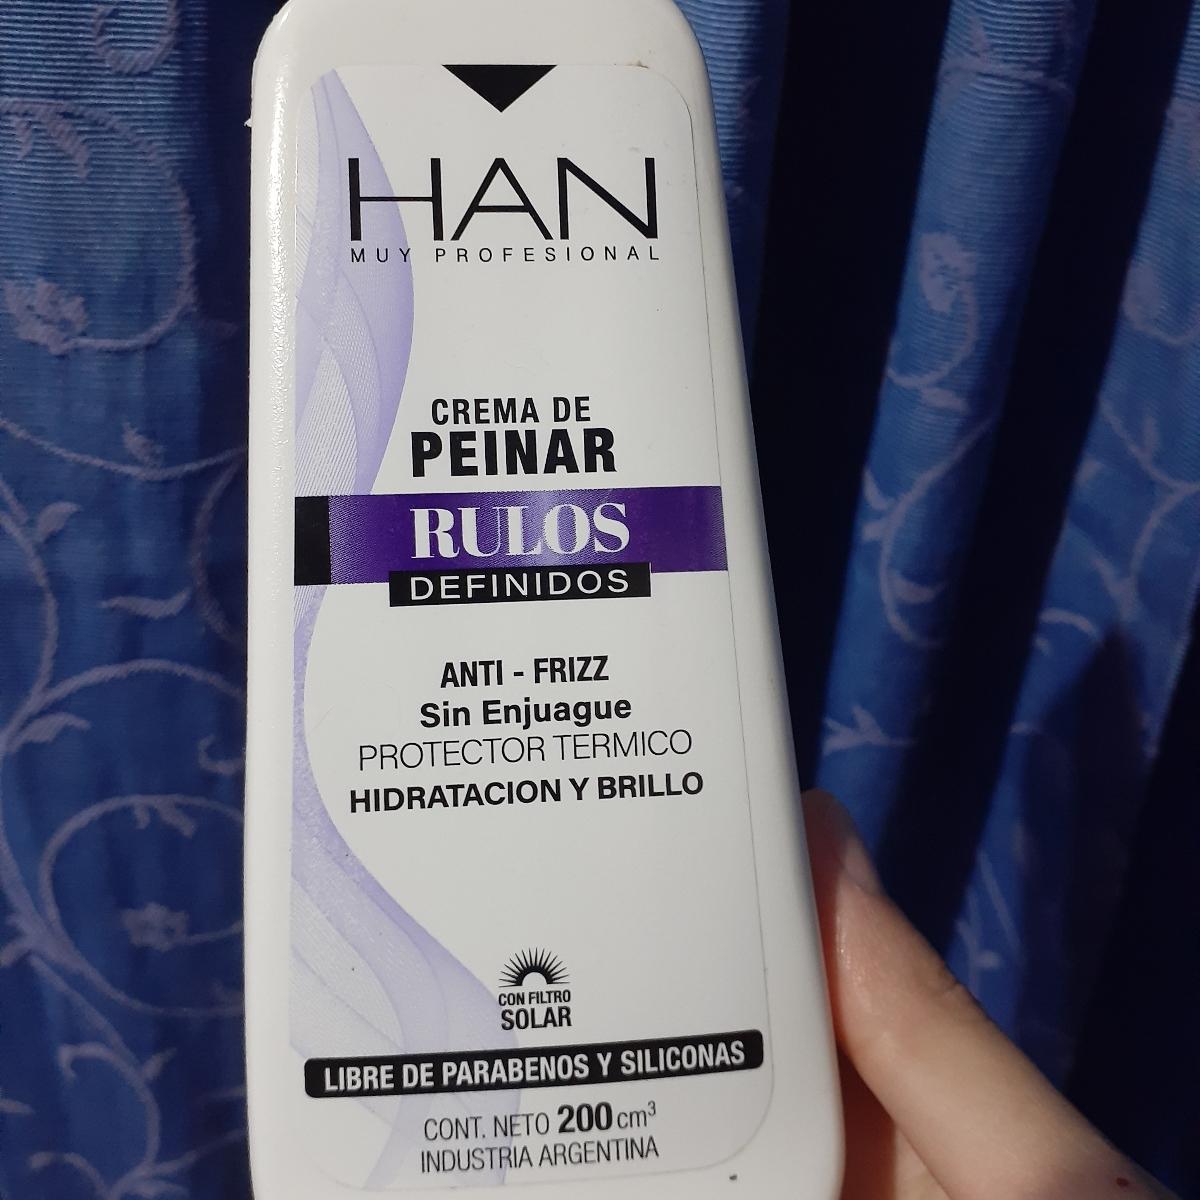 HAN
MUY PROFESIONAL
CREMA DE
PEINAR
RULOS
DEFINIDOS
ANTI - FRIZZ
Sin Enjuague
PROTECTOR TERMICO
HIDRATACION Y BRILLO
CON FILTRO
SOLAR
LIBRE DE PARABENOS Y SILICONAS
CONT. NETO 200 cm³
INDUSTRIA ARGENTINA